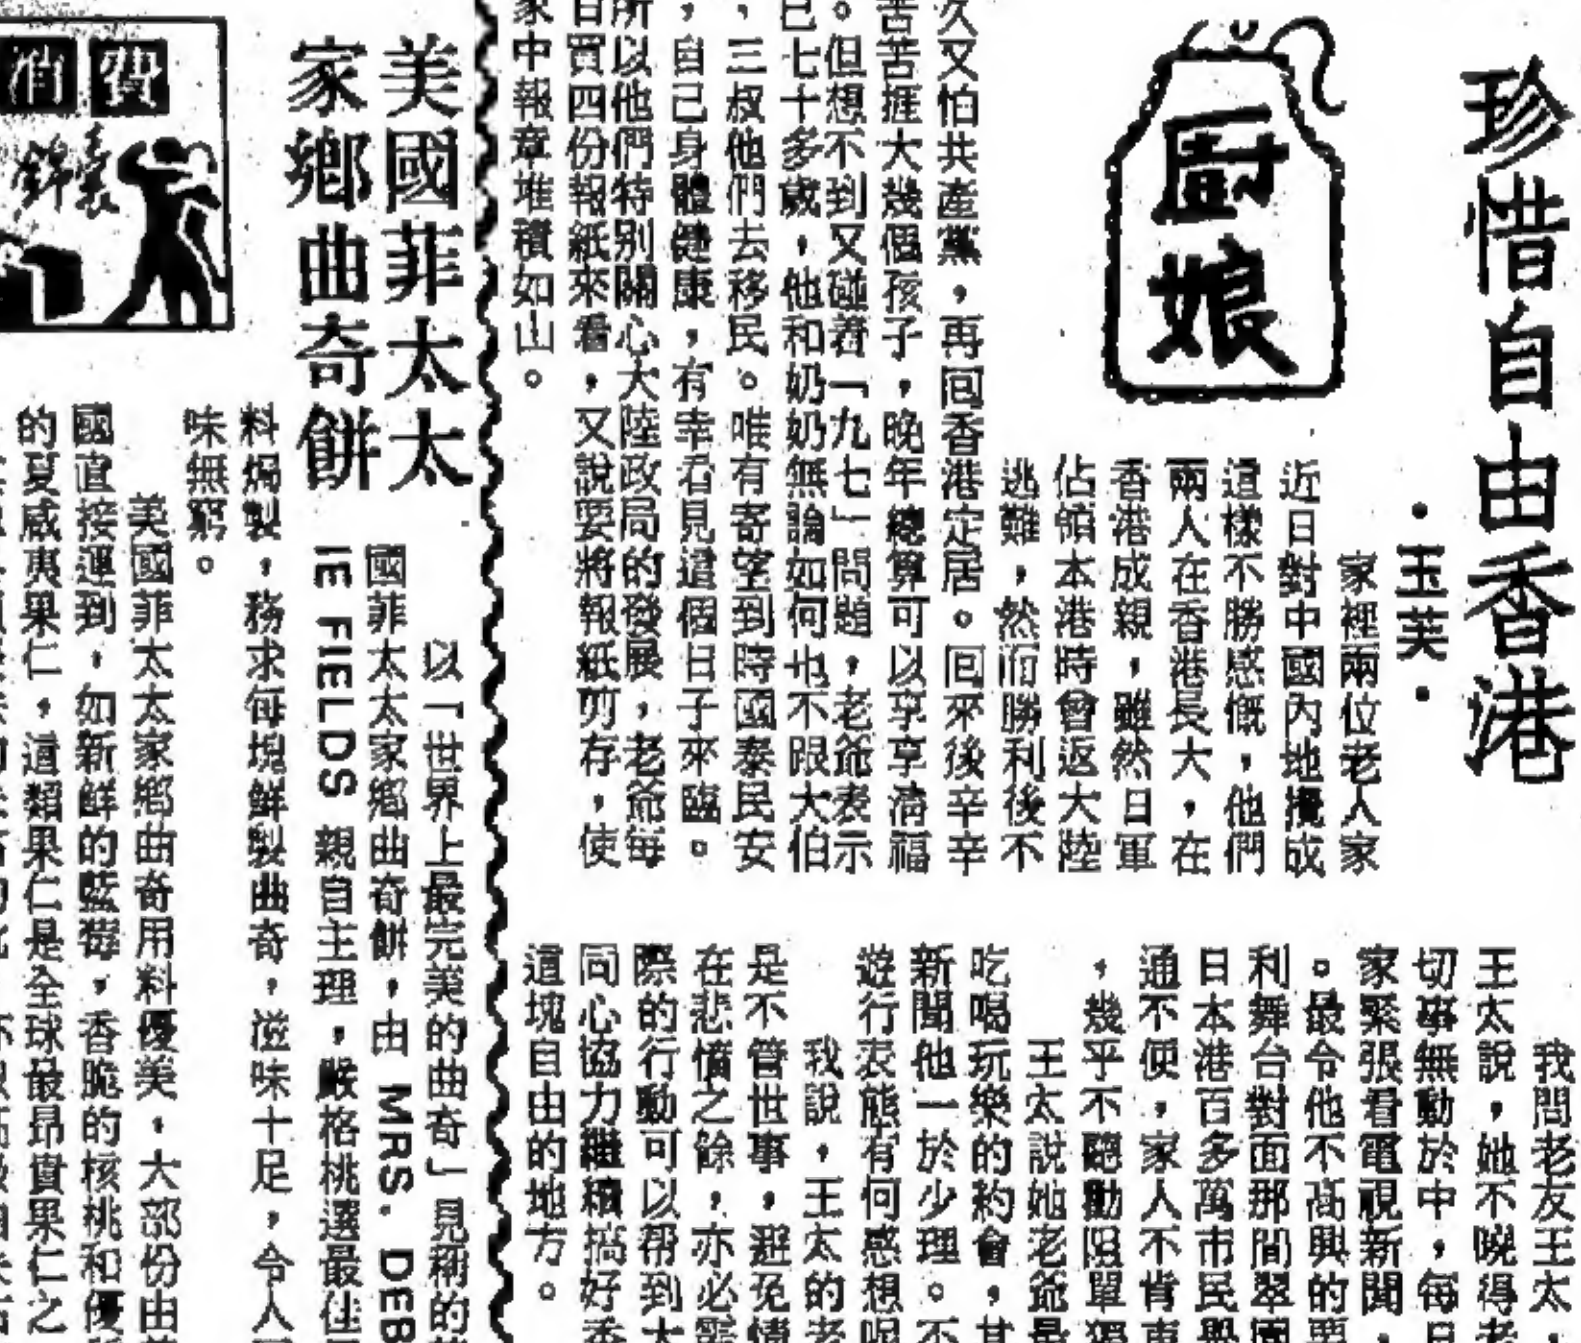 珍惜自由香港
・玉芙・
廚娘
家裡兩位老人家
近日對中國內地攪成
這樣不勝感慨，他們
兩人在香港長大，在
香港成親，雖然日軍
佔領本港時曾返大陸
逃難，然而勝利後不
久又怕共產黨，再回香港定居。回來後辛辛
苦苦捱大幾個孩子，晚年總算可以享享清福
。但想不到又碰着「九七」問題，老爺表示
已七十多歲，他和奶奶無論如何也不跟大伯
、三叔他們去移民。唯有寄望到時國泰民安
，自己身體健康，有幸看見這個日子來臨。
所以他們特別關心大陸政局的發展，老爺每
日買四份報紙來看，又說要將報紙剪存，使
家中報章堆積如山。
我問老友王太，
王太說，她不曉得老
切事無動於中，每日
家緊張看電視新聞，
。最令他不高興的要
利舞台對面那間翠園
日本港百多萬市民
通不便，家人不肯
，幾乎不聽勸阻單獨
王太說她老爺是
吃喝玩樂的約會，其
新聞他一於少理。不
遊行表態有何感想呢
我說，王太的老
是不管世事，避免
在悲憤之餘，亦必
際的行動可以帮到大
同心協力繼續搞好香
這塊自由的地方。
美國菲太太
家鄉曲奇餅
消費
錦囊
以「世界上最完美的曲奇」見稱的
國菲太太家鄉曲奇餅，由 MRS. DEB
IE FIELDS 親自主理，嚴格桃選最佳
料焗製，務求每塊鮮製曲奇，滋味十足，令人
味無窮。
美國菲太太家鄉曲奇用料優美，大部份由
國直接運到，如新鮮的藍莓，香脆的核桃和優
的夏威夷果仁，這類果仁是全球最昂貴果仁之